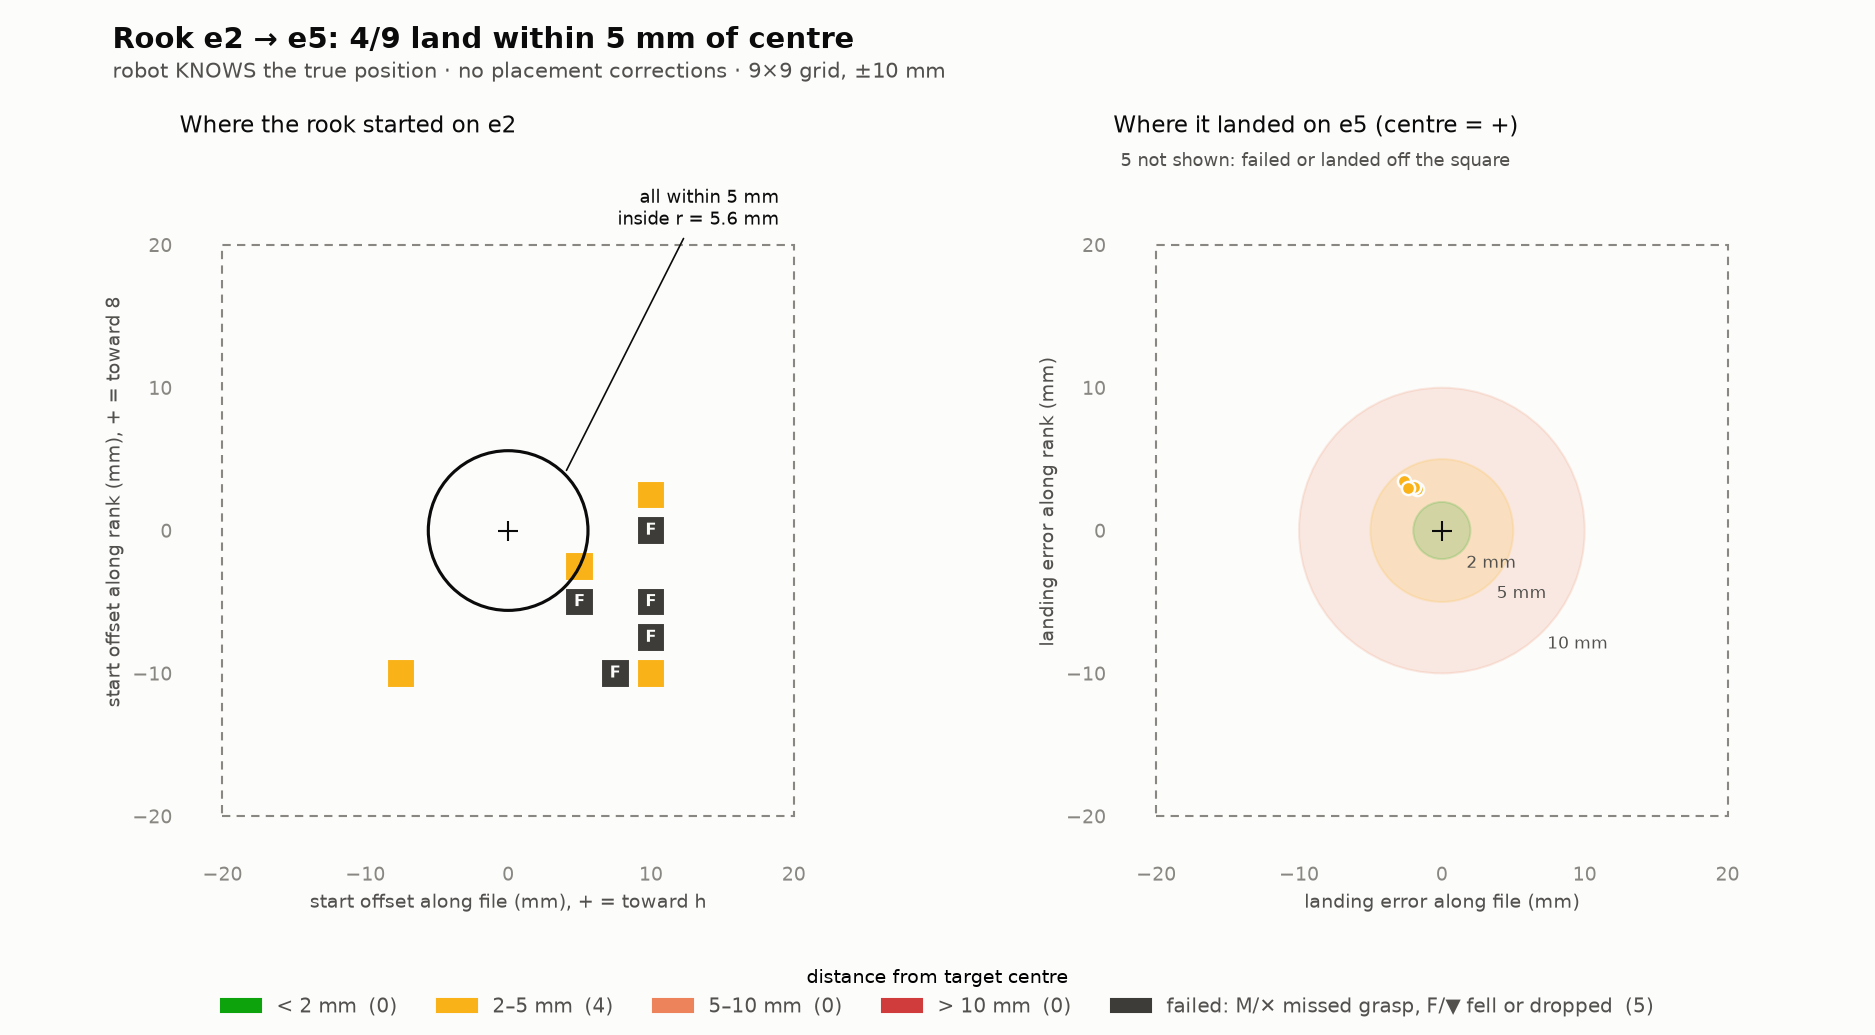 Rook e2 → e5: 4/9 land within 5 mm of centre
robot KNOWS the true position · no placement corrections · 9×9 grid, ±10 mm
Where the rook started on e2
all within 5 mm
inside r = 5.6 mm
20
10
0
−10
−20
start offset along rank (mm), + = toward 8
F
F
F
F
F
−20
−10
0
10
20
start offset along file (mm), + = toward h
Where it landed on e5 (centre = +)
5 not shown: failed or landed off the square
20
10
0
−10
−20
landing error along rank (mm)
2 mm
5 mm
10 mm
−20
−10
0
10
20
landing error along file (mm)
distance from target centre
< 2 mm (0)
2–5 mm (4)
5–10 mm (0)
> 10 mm (0)
failed: M/× missed grasp, F/▼ fell or dropped (5)